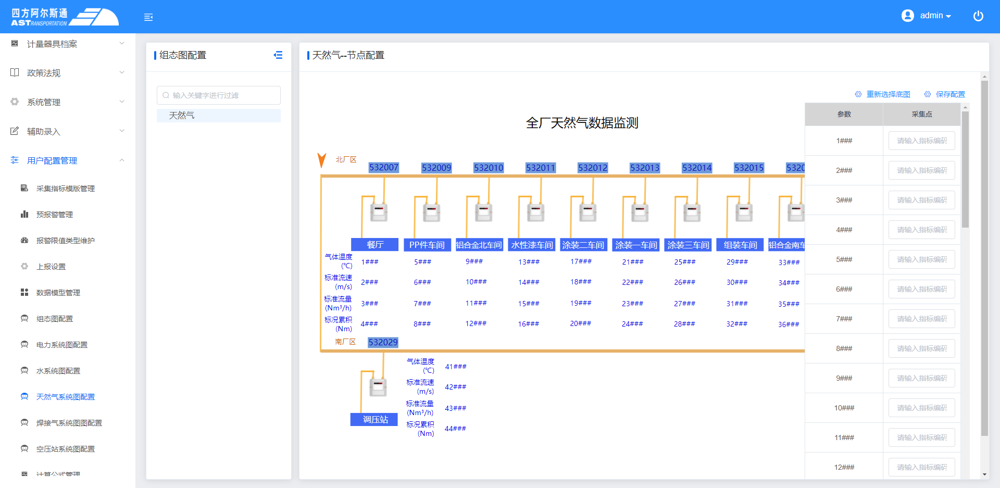 四方阿尔斯通
ASTRANSPORTATION
admin
计量器具档案
政策法规
系统管理
辅助录入
用户配置管理
采集指标模版管理
预报警管理
报警限值类型维护
上报设置
数据模型管理
组态图配置
电力系统图配置
水系统图配置
天然气系统图配置
焊接气系统图图配置
空压站系统图配置
计算公式管理
组态图配置
输入关键字进行过滤
天然气
天然气--节点配置
重新选择底图 保存配置
全厂天然气数据监测
北厂区
532007 532009 532010 532011 532012 532013 532014 532015 5320
餐厅 PP件车间 铝合金北车间 水性漆车间 涂装二车间 涂装一车间 涂装三车间 组装车间 铝合金南车
气体温度
(℃) 1### 5### 9### 13### 17### 21### 25### 29### 33###
标准流速
(m/s) 2### 6### 10### 14### 18### 22### 26### 30### 34###
标准流量
(Nm³/h) 3### 7### 11### 15### 19### 23### 27### 31### 35###
标况累积
(Nm) 4### 8### 12### 16### 20### 24### 28### 32### 36###
南厂区 532029
调压站
气体温度
(℃) 41###
标准流速
(m/s) 42###
标准流量
(Nm³/h) 43###
标况累积
(Nm) 44###
参数 采集点
1### 请输入指标编码
2### 请输入指标编码
3### 请输入指标编码
4### 请输入指标编码
5### 请输入指标编码
6### 请输入指标编码
7### 请输入指标编码
8### 请输入指标编码
9### 请输入指标编码
10### 请输入指标编码
11### 请输入指标编码
12### 请输入指标编码